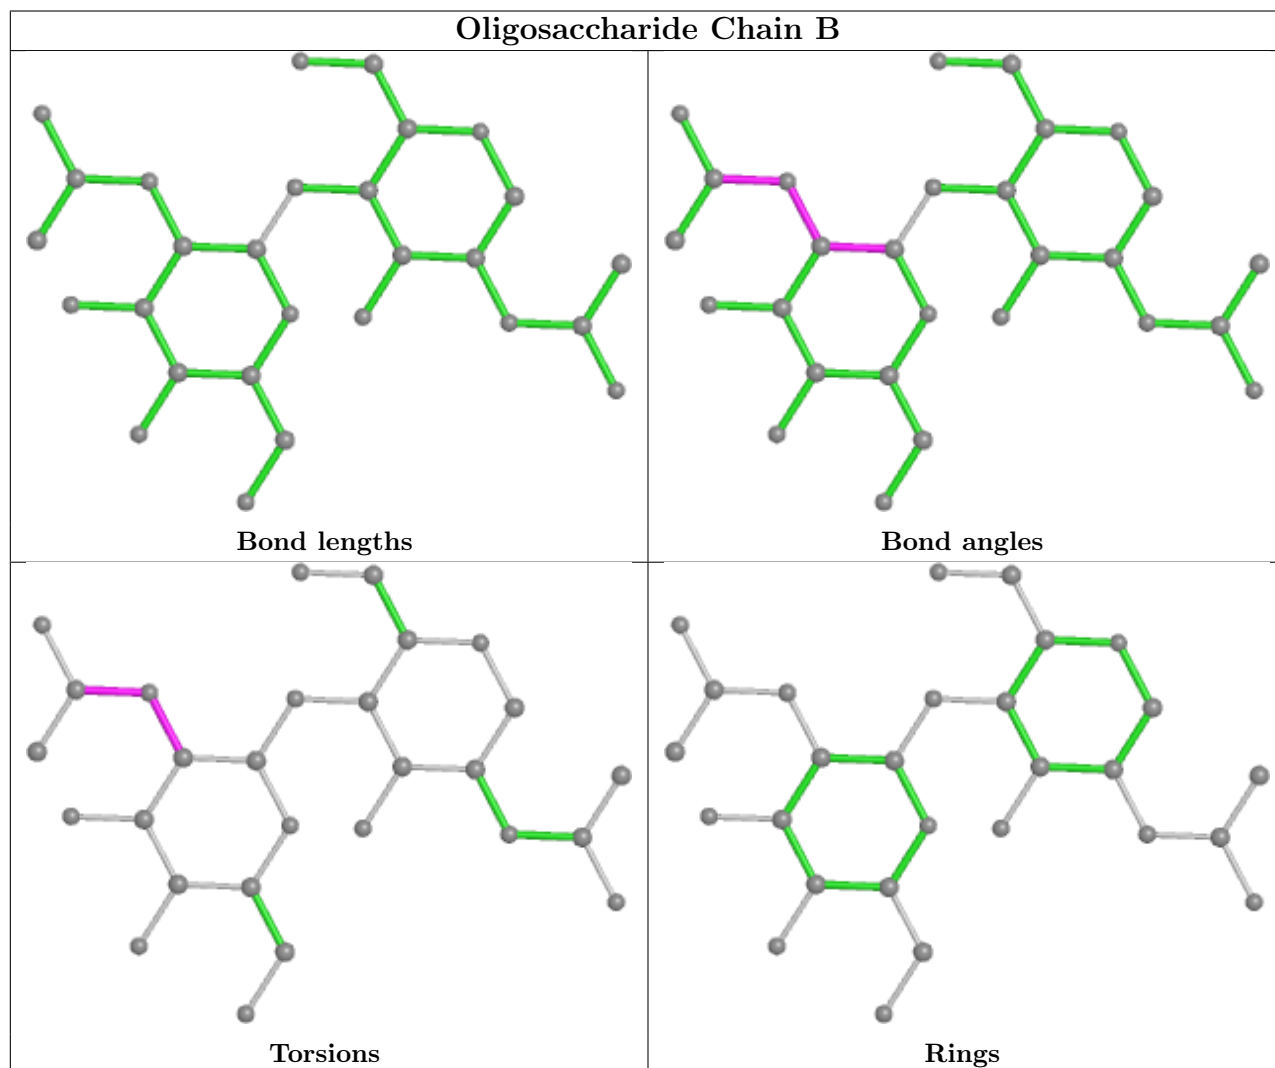 Oligosaccharide Chain B
Bond lengths
Bond angles
Torsions
Rings